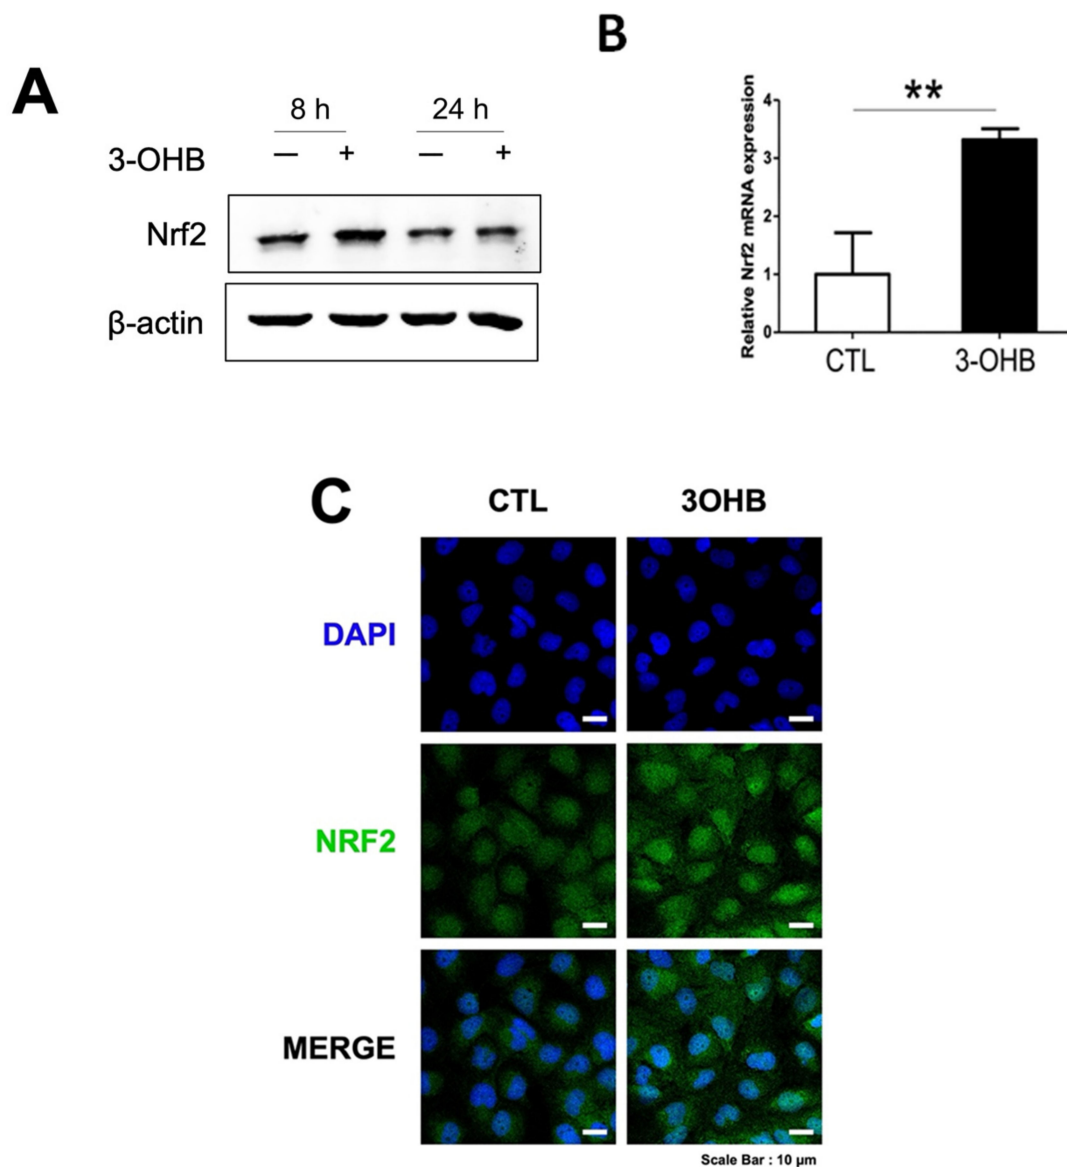 A
8 h 24 h
3-OHB — + — +
Nrf2
β-actin
B
Relative Nrf2 mRNA expression
**
4
3
2
1
0
CTL 3-OHB
C
CTL 3OHB
DAPI
NRF2
MERGE
Scale Bar : 10 μm